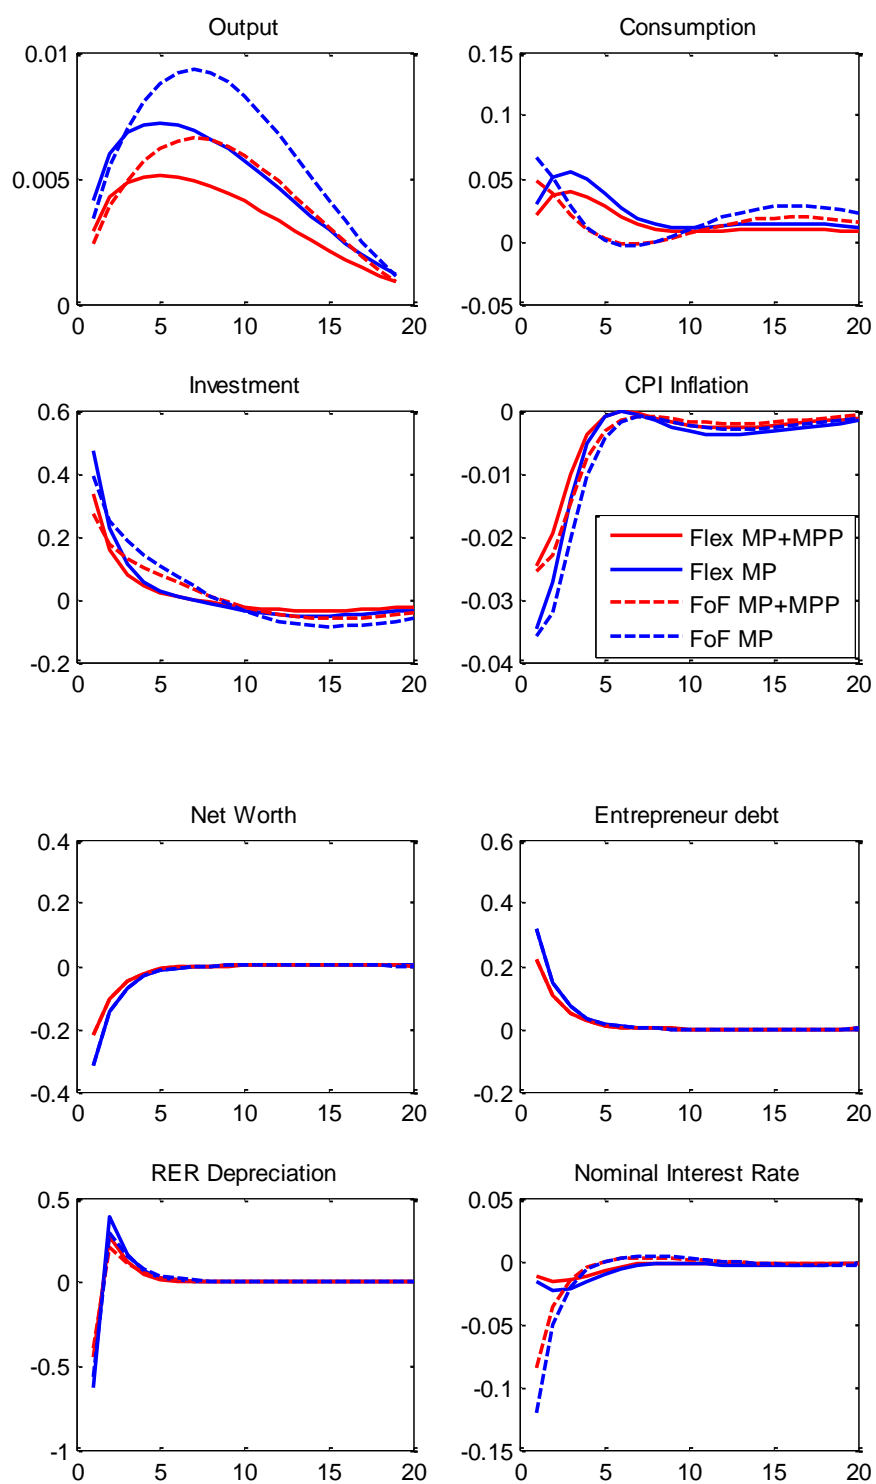 Output
0.01
0.005
0
0 5 10 15 20
Consumption
0.15
0.1
0.05
0
-0.05
0 5 10 15 20
Investment
0.6
0.4
0.2
0
-0.2
0 5 10 15 20
CPI Inflation
0
-0.01
-0.02
-0.03
-0.04
0 5 10 15 20
Flex MP+MPP
Flex MP
FoF MP+MPP
FoF MP
Net Worth
0.4
0.2
0
-0.2
-0.4
0 5 10 15 20
Entrepreneur debt
0.6
0.4
0.2
0
-0.2
0 5 10 15 20
RER Depreciation
0.5
0
-0.5
-1
0 5 10 15 20
Nominal Interest Rate
0.05
0
-0.05
-0.1
-0.15
0 5 10 15 20